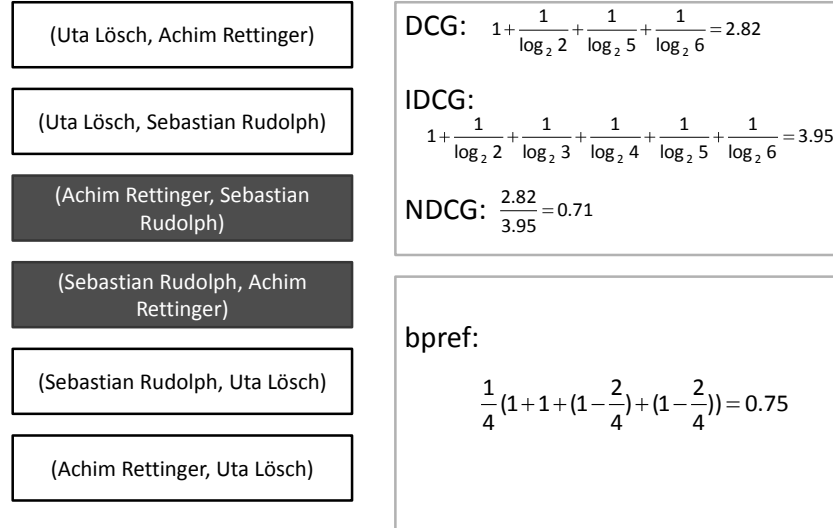 (Uta Lösch, Achim Rettinger)
(Uta Lösch, Sebastian Rudolph)
(Achim Rettinger, Sebastian
Rudolph)
(Sebastian Rudolph, Achim
Rettinger)
(Sebastian Rudolph, Uta Lösch)
(Achim Rettinger, Uta Lösch)
DCG: 1 + 1/log₂ 2 + 1/log₂ 5 + 1/log₂ 6 = 2.82
IDCG:
1 + 1/log₂ 2 + 1/log₂ 3 + 1/log₂ 4 + 1/log₂ 5 + 1/log₂ 6 = 3.95
NDCG: 2.82/3.95 = 0.71
bpref:
1/4 (1 + 1 + (1 − 2/4) + (1 − 2/4)) = 0.75